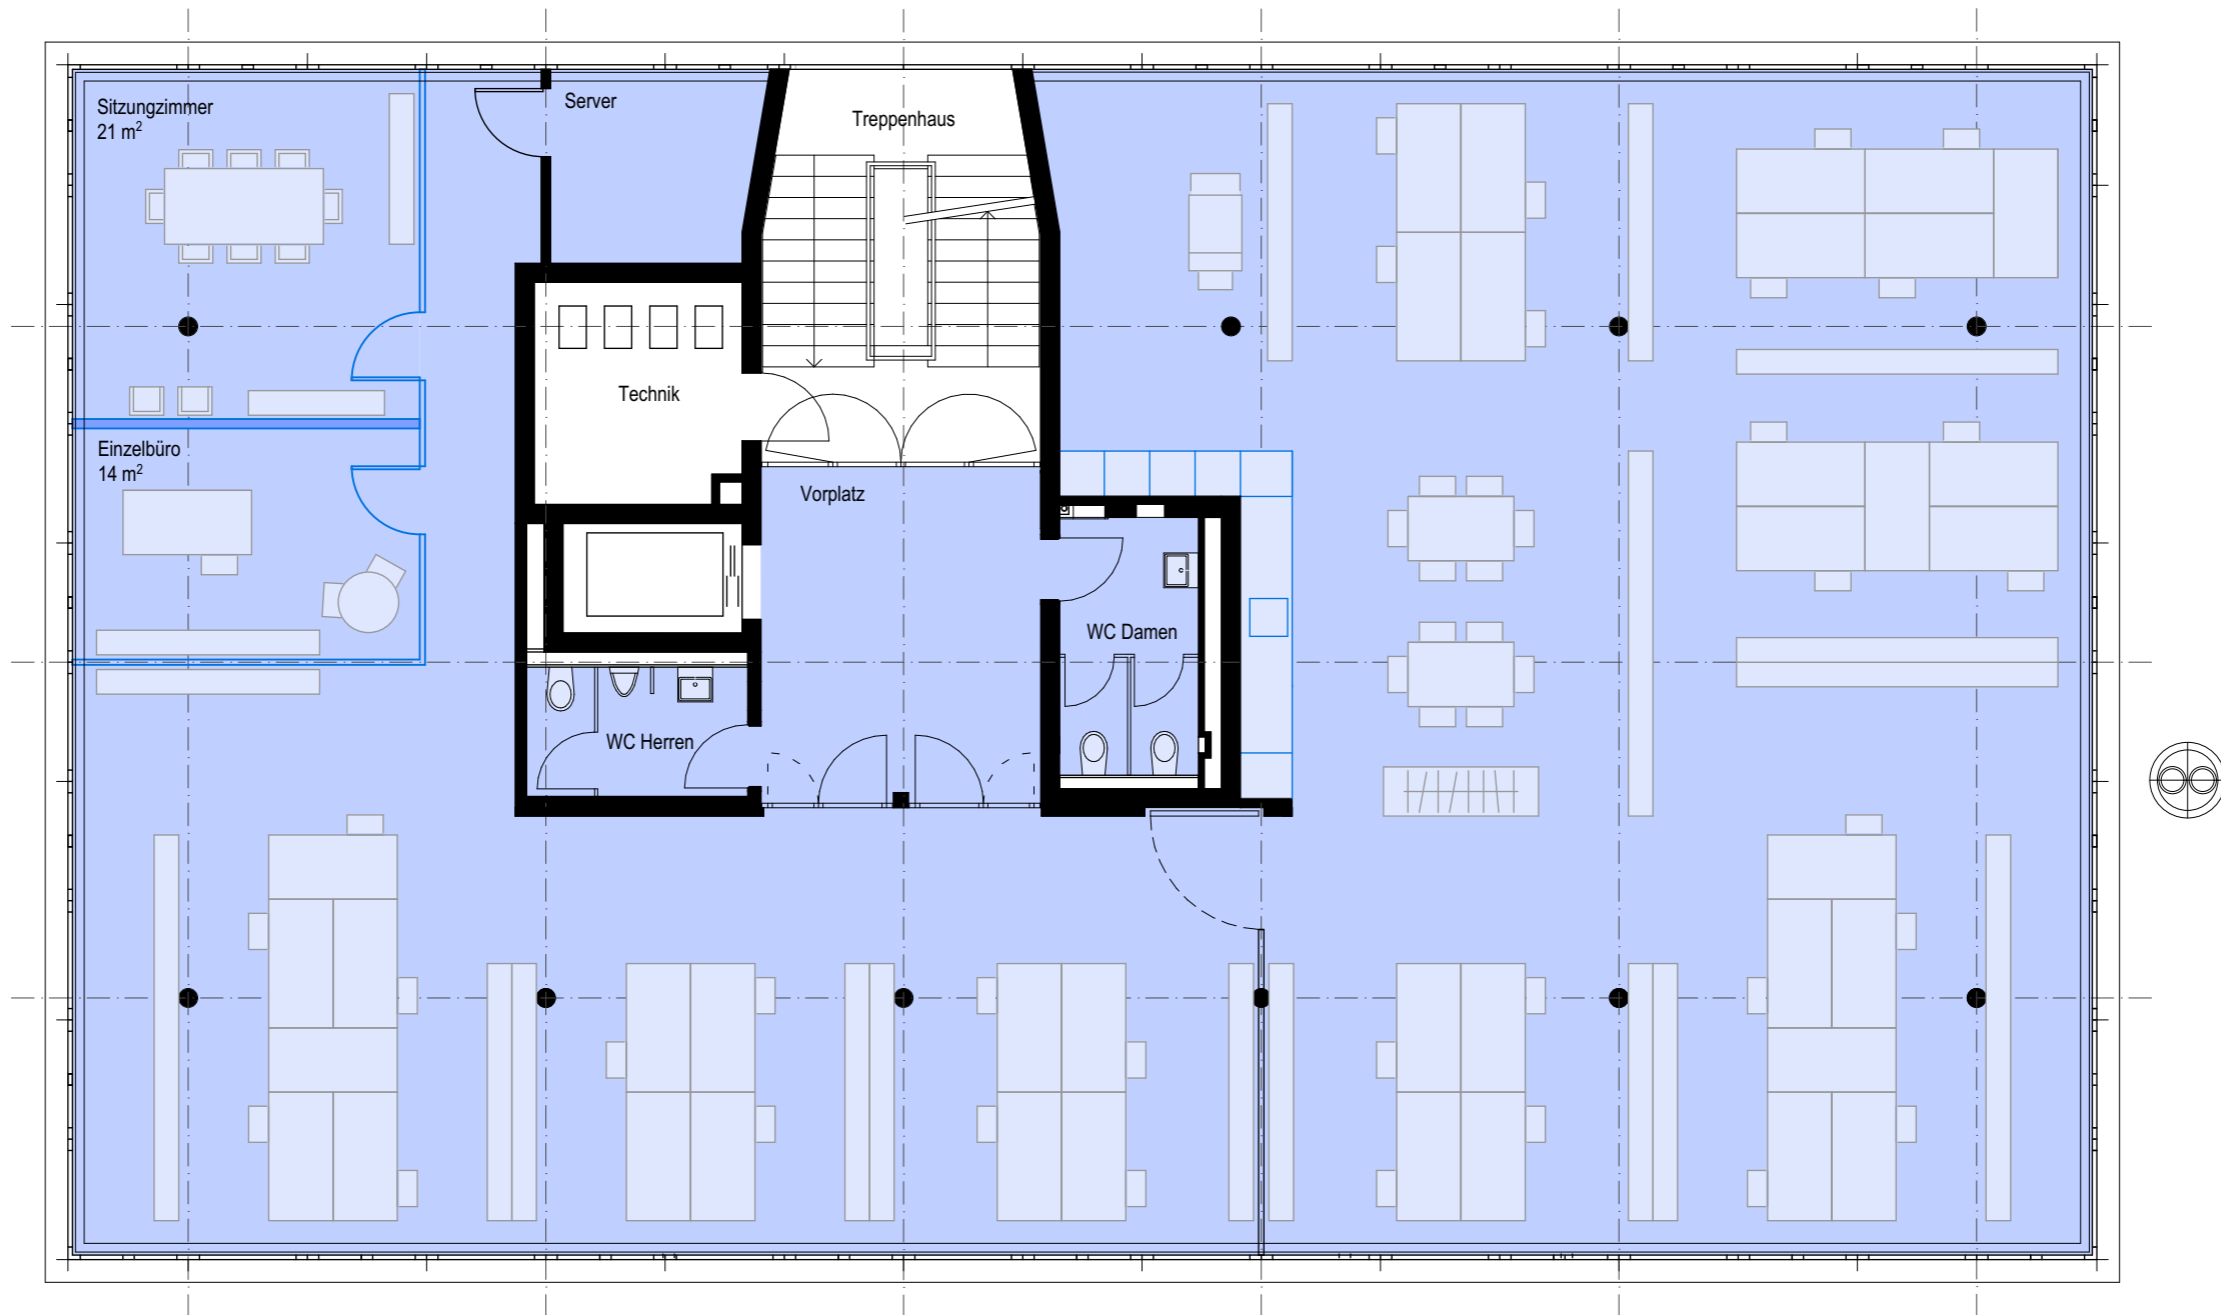 Sitzungzimmer
21 m²
Server
Treppenhaus
Technik
Einzelbüro
14 m²
Vorplatz
WC Damen
WC Herren